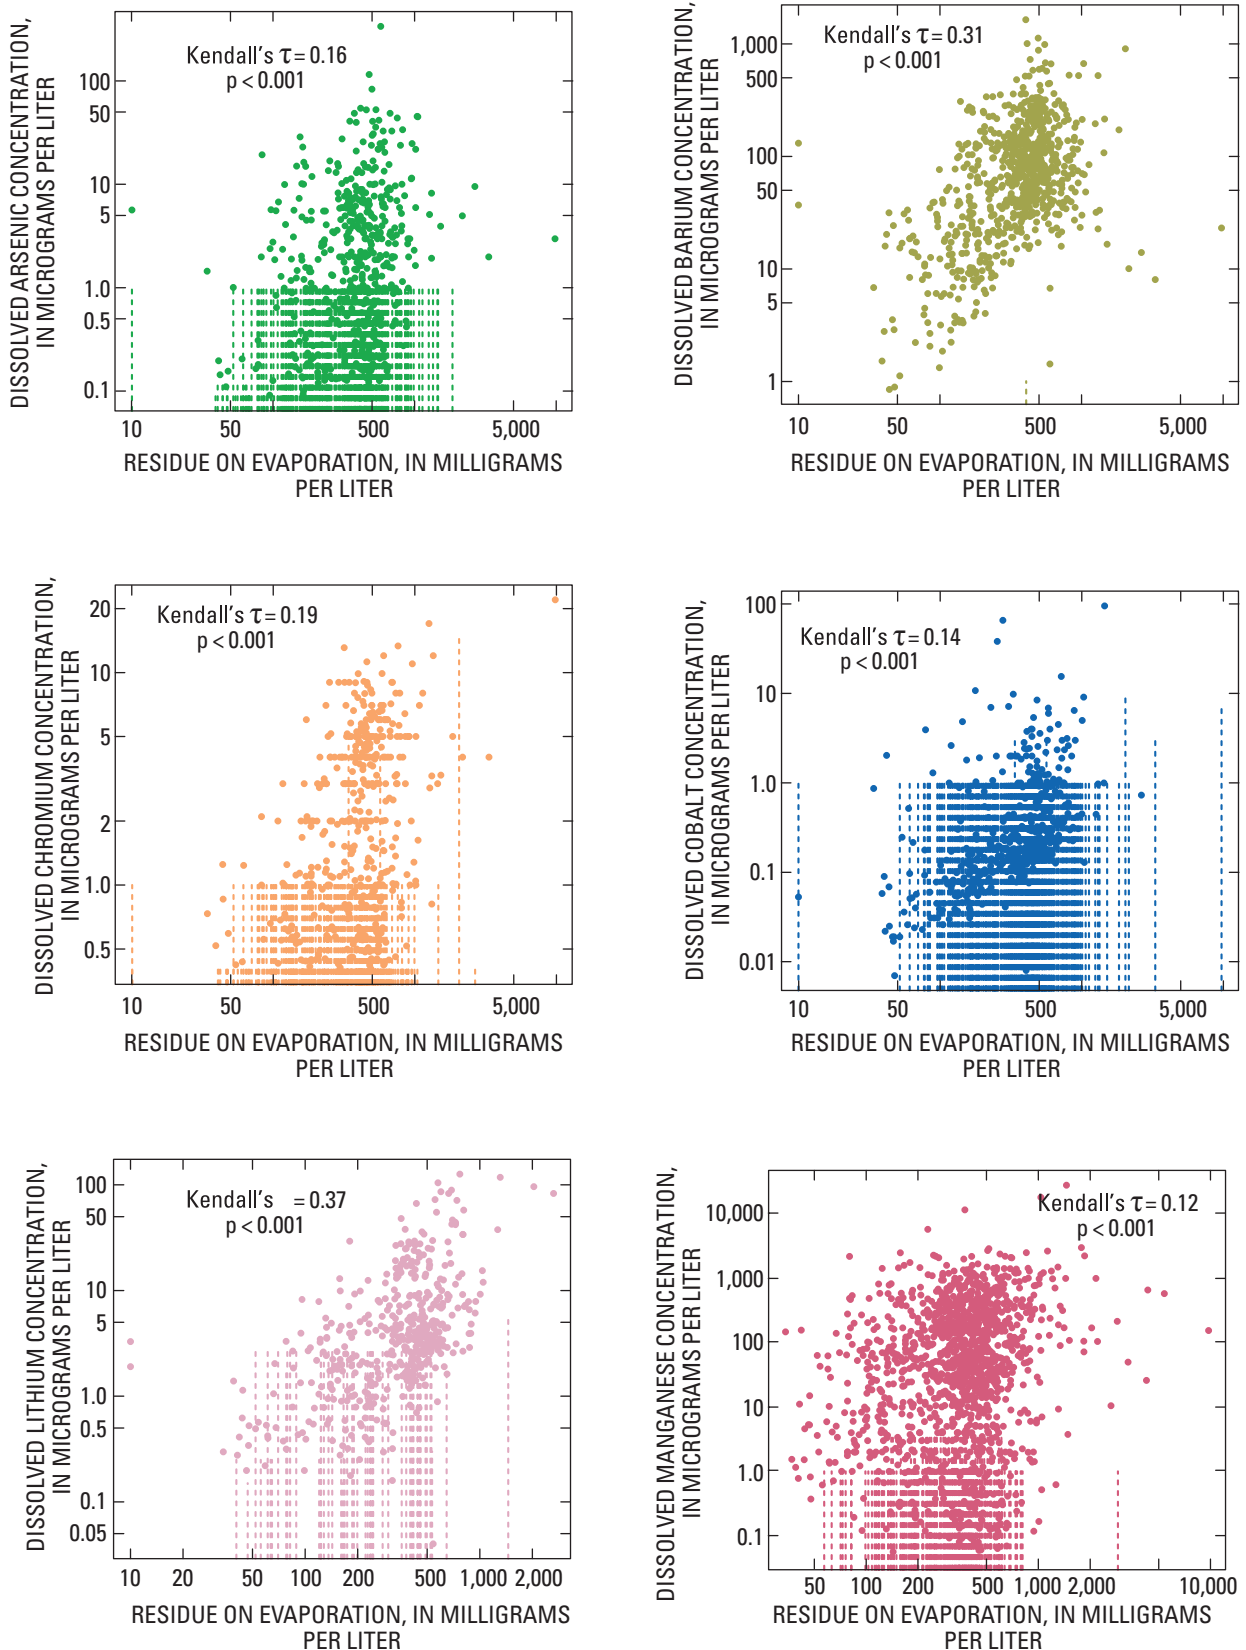 DISSOLVED ARSENIC CONCENTRATION,
IN MICROGRAMS PER LITER
Kendall's τ = 0.16
p < 0.001
100
50
10
5
1.0
0.5
0.1
10 50 500 5,000
RESIDUE ON EVAPORATION, IN MILLIGRAMS
PER LITER
DISSOLVED BARIUM CONCENTRATION,
IN MICROGRAMS PER LITER
Kendall's τ = 0.31
p < 0.001
1,000
500
100
50
10
5
1
10 50 500 5,000
RESIDUE ON EVAPORATION, IN MILLIGRAMS
PER LITER
DISSOLVED CHROMIUM CONCENTRATION,
IN MICROGRAMS PER LITER
Kendall's τ = 0.19
p < 0.001
20
10
5
2
1.0
0.5
10 50 500 5,000
RESIDUE ON EVAPORATION, IN MILLIGRAMS
PER LITER
DISSOLVED COBALT CONCENTRATION,
IN MICROGRAMS PER LITER
Kendall's τ = 0.14
p < 0.001
100
10
1.0
0.1
0.01
10 50 500 5,000
RESIDUE ON EVAPORATION, IN MILLIGRAMS
PER LITER
DISSOLVED LITHIUM CONCENTRATION,
IN MICROGRAMS PER LITER
Kendall's = 0.37
p < 0.001
100
50
10
5
1.0
0.5
0.1
0.05
10 20 50 100 200 500 1,000 2,000
RESIDUE ON EVAPORATION, IN MILLIGRAMS
PER LITER
DISSOLVED MANGANESE CONCENTRATION,
IN MICROGRAMS PER LITER
Kendall's τ = 0.12
p < 0.001
10,000
1,000
100
10
1.0
0.1
50 100 200 500 1,000 2,000 10,000
RESIDUE ON EVAPORATION, IN MILLIGRAMS
PER LITER